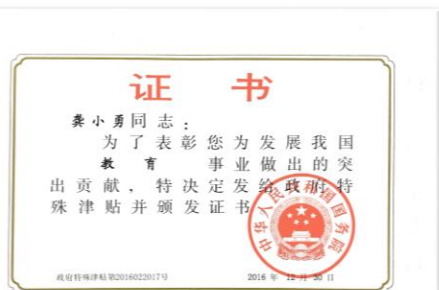 证 书
龚小勇同志：
为了表彰您为发展我国
教 育 事业做出的突
出贡献，特决定发给政府特
殊津贴并颁发证书
中华人民共和国国务院
政府特殊津贴第2016022017号
2016 年 12 月 30 日